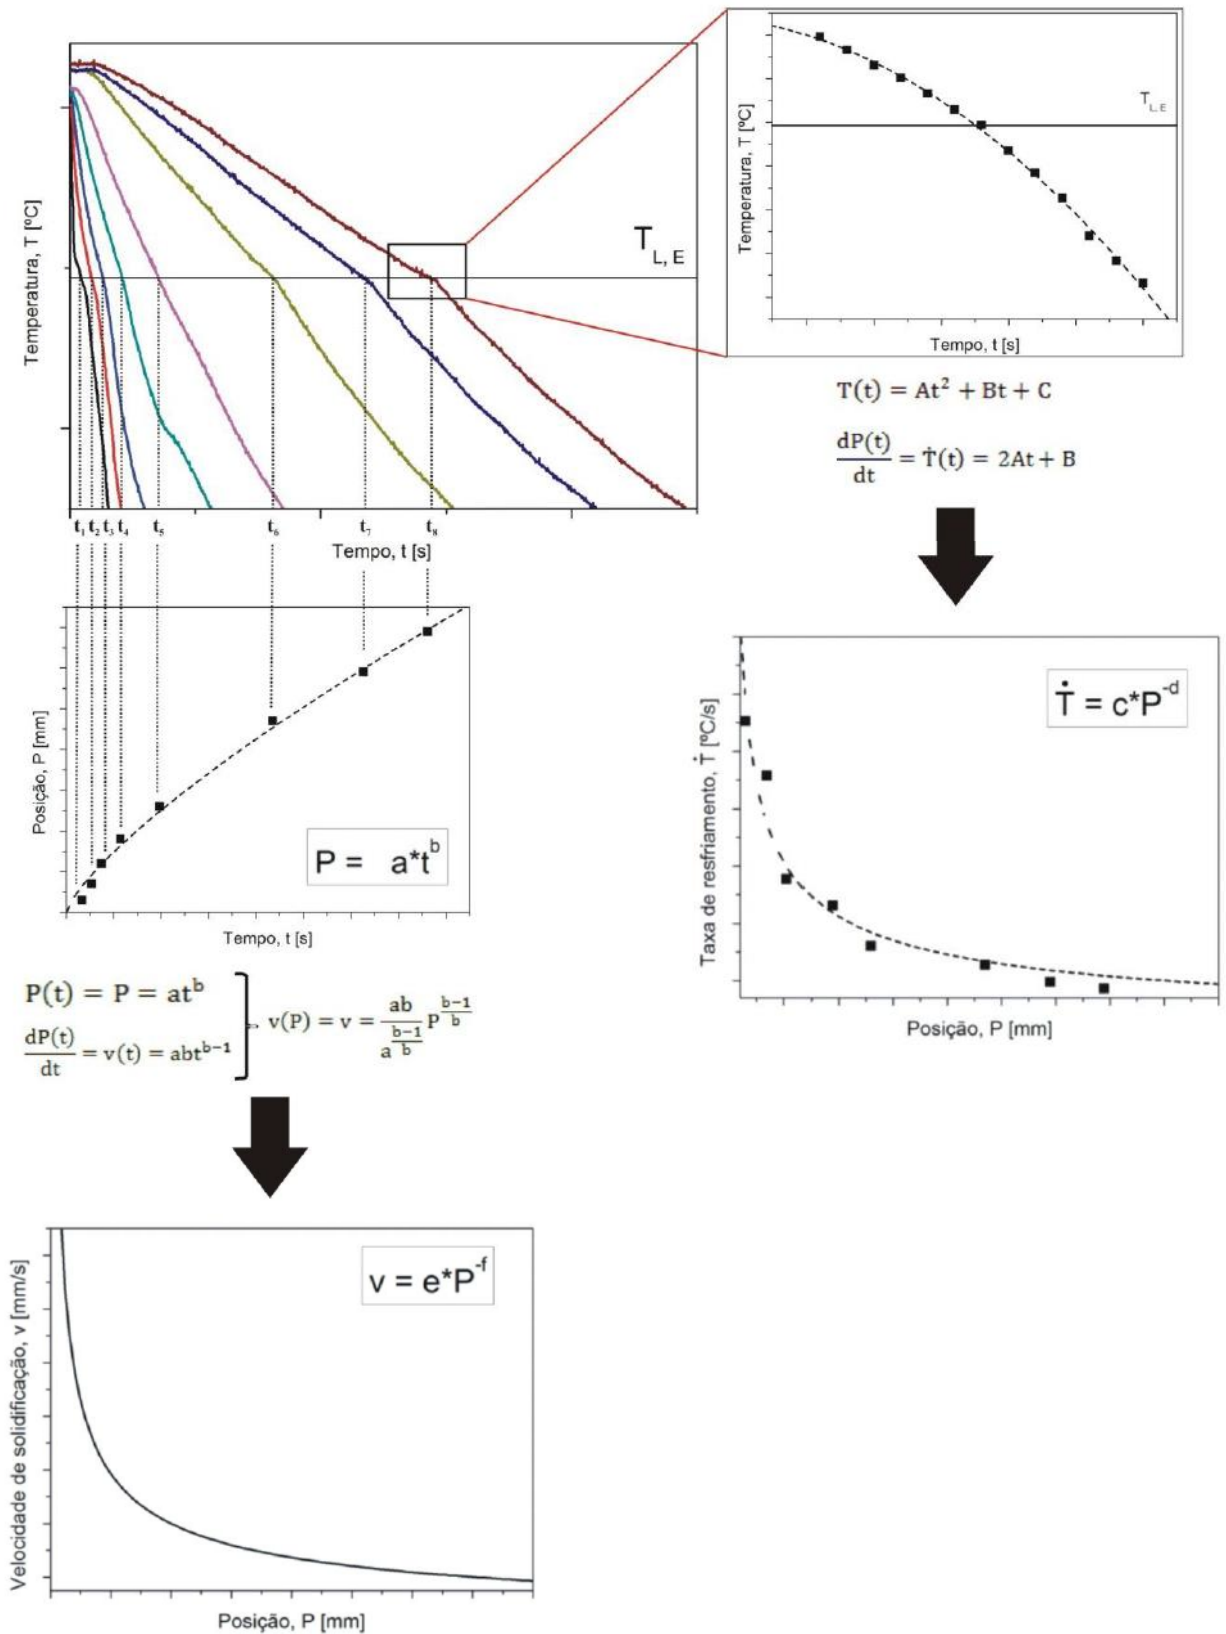 Temperatura, T [ºC]
T_{L, E}
t₁ t₂ t₃ t₄ t₅ t₆ t₇ t₈
Tempo, t [s]
Temperatura, T [ºC]
T_{L, E}
Tempo, t [s]
T(t) = At² + Bt + C
dP(t)/dt = Ṫ(t) = 2At + B
Posição, P [mm]
P = a*t^b
Tempo, t [s]
P(t) = P = at^b
dP(t)/dt = v(t) = abt^{b−1}
v(P) = v = ab/a^{(b−1)/b} P^{(b−1)/b}
Taxa de resfriamento, Ṫ [ºC/s]
Ṫ = c*P^{-d}
Posição, P [mm]
Velocidade de solidificação, v [mm/s]
v = e*P^{-f}
Posição, P [mm]